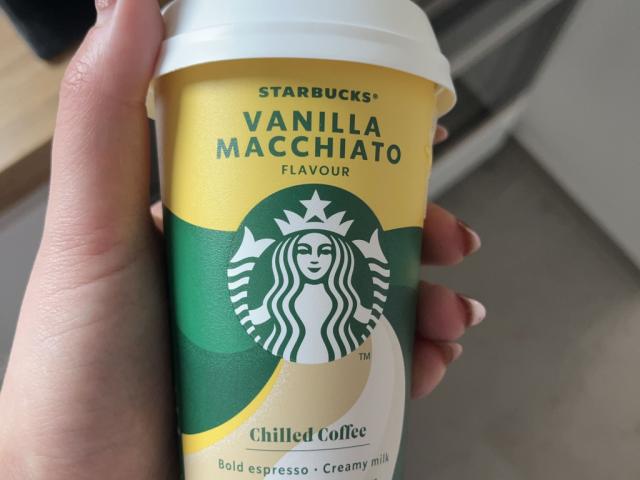 STARBUCKS®
VANILLA
MACCHIATO
FLAVOUR
TM
Chilled Coffee
Bold espresso · Creamy milk